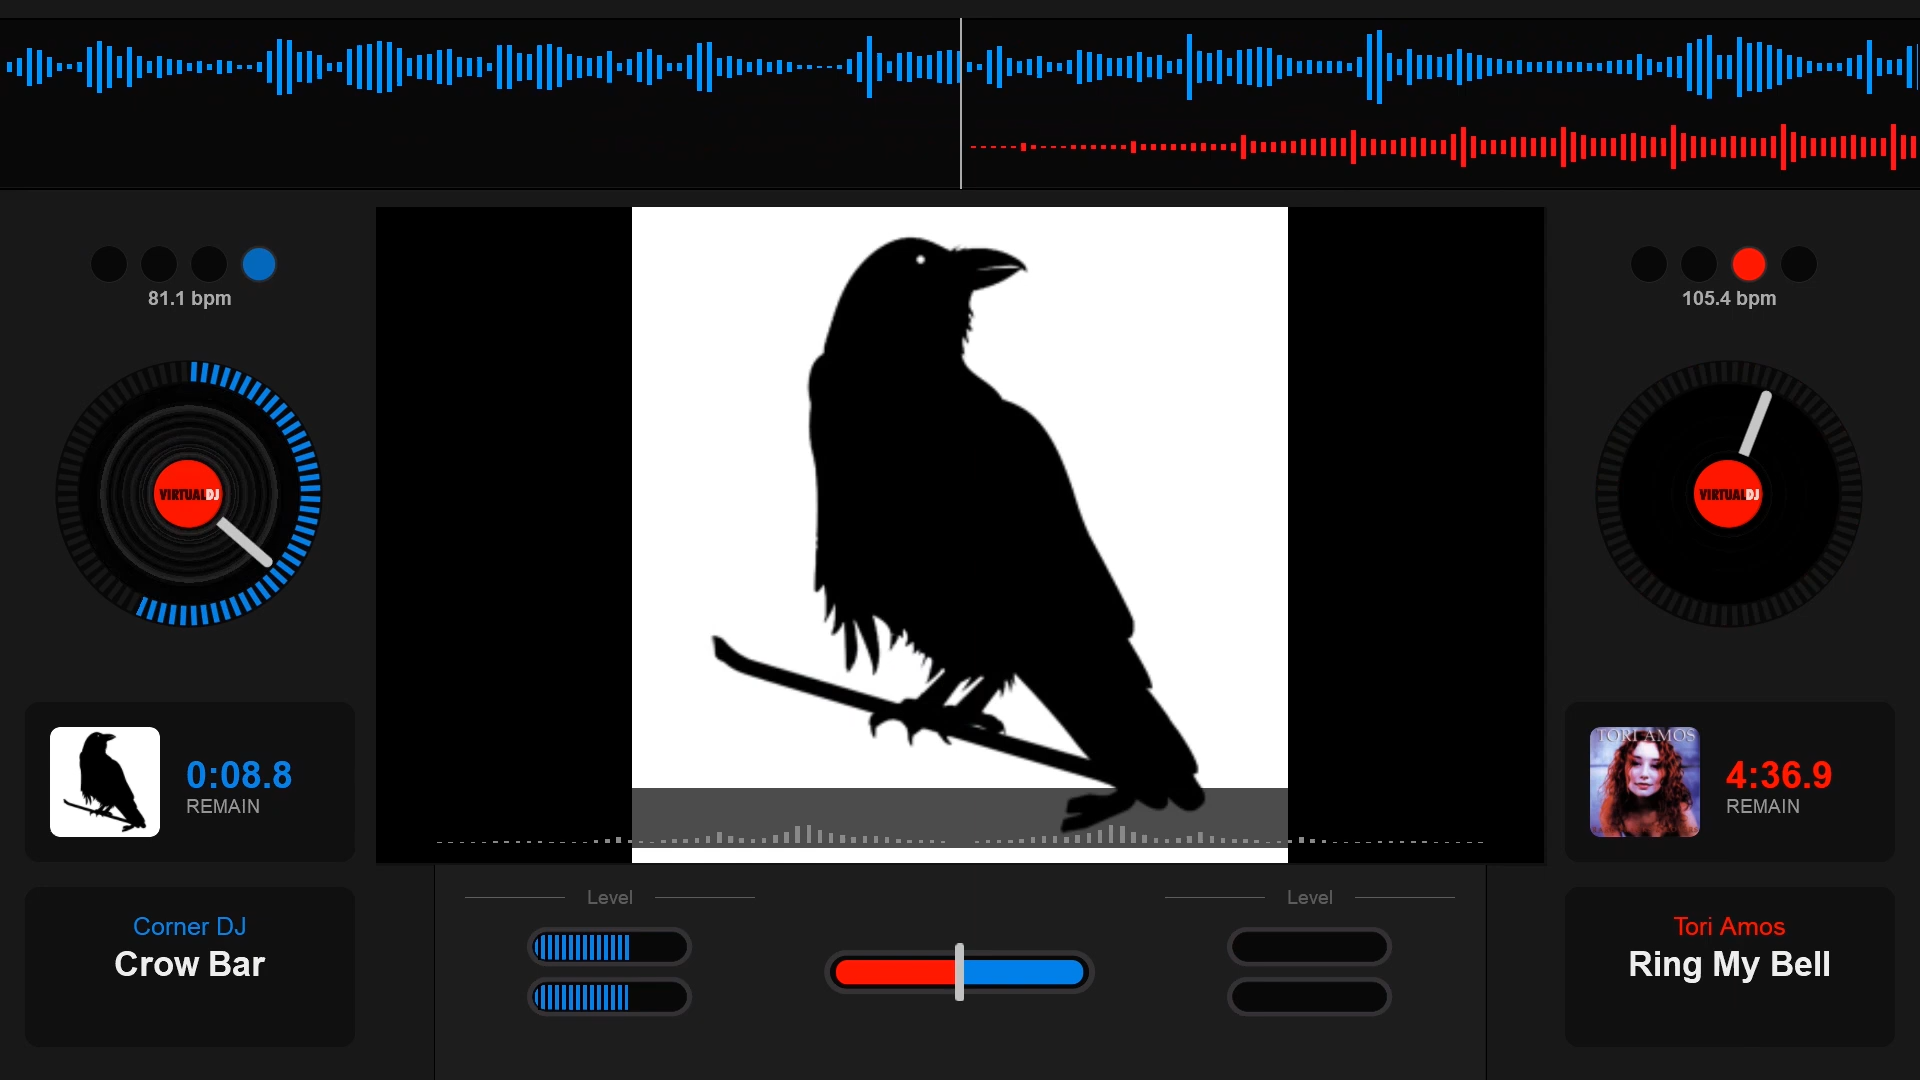 81.1 bpm
105.4 bpm
VIRTUALDJ
VIRTUALDJ
0:08.8
REMAIN
TORI AMOS
4:36.9
REMAIN
Corner DJ
Crow Bar
Level
Level
Tori Amos
Ring My Bell